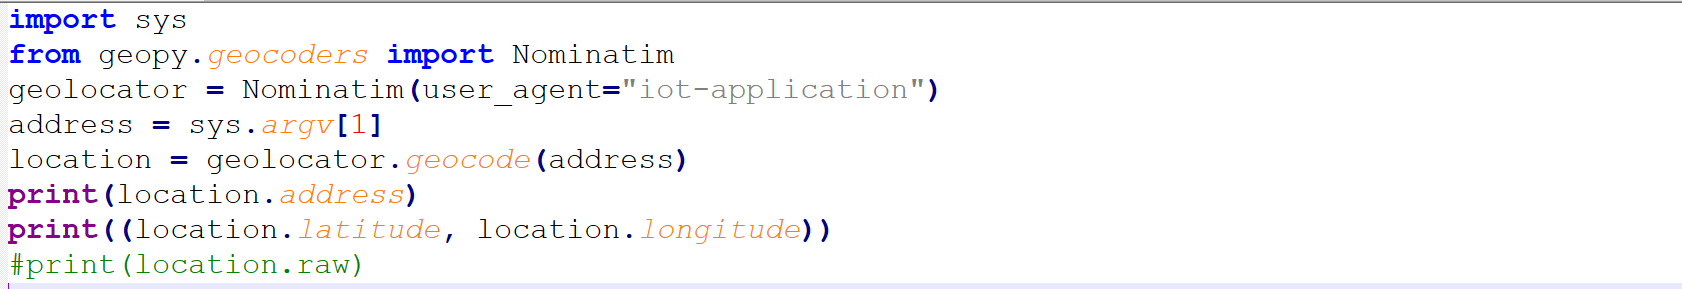 import sys
from geopy.geocoders import Nominatim
geolocator = Nominatim(user_agent="iot-application")
address = sys.argv[1]
location = geolocator.geocode(address)
print(location.address)
print((location.latitude, location.longitude))
#print(location.raw)